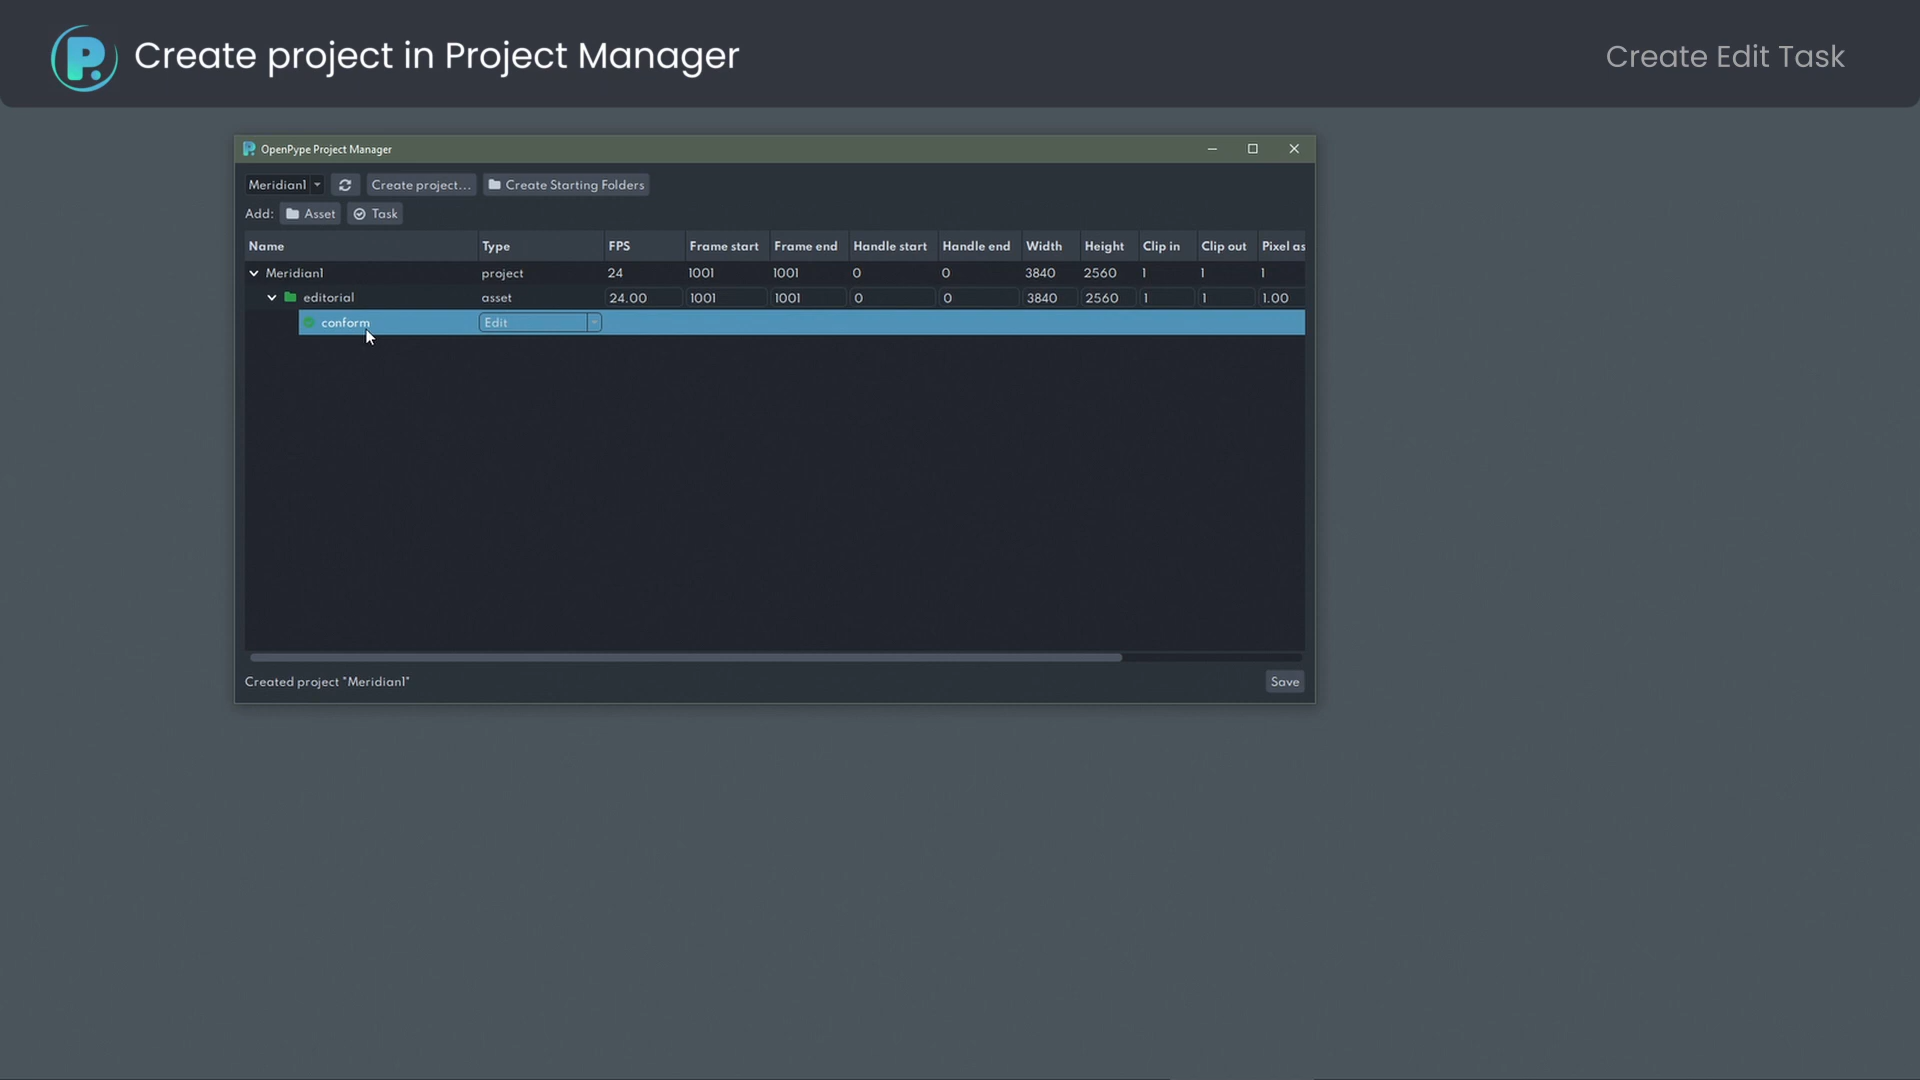 P. Create project in Project Manager
Create Edit Task
OpenPype Project Manager
Meridian1 Create project... Create Starting Folders
Add: Asset Task
Name Type FPS Frame start Frame end Handle start Handle end Width Height Clip in Clip out Pixel as
Meridian1 project 24 1001 1001 0 0 3840 2560 1 1 1
editorial asset 24.00 1001 1001 0 0 3840 2560 1 1 1.00
conform Edit
Created project "Meridian1" Save